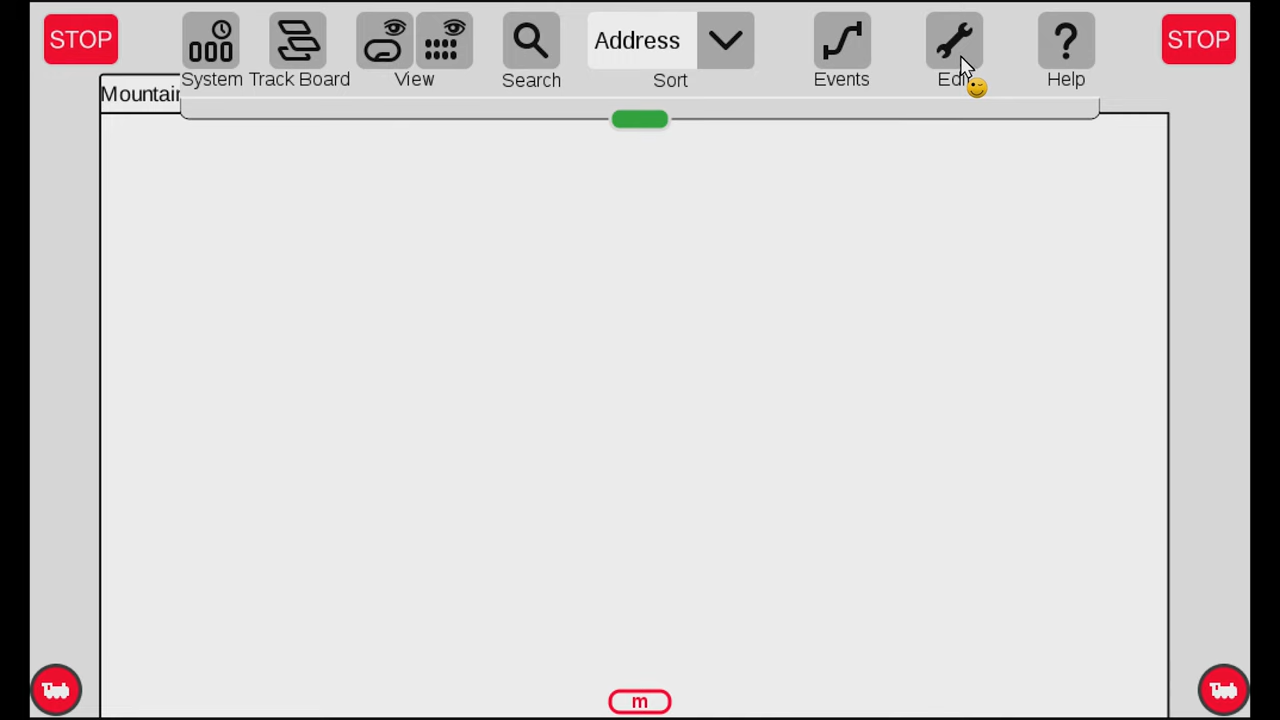 STOP
Address
STOP
System
Track Board
View
Search
Sort
Events
Help
m